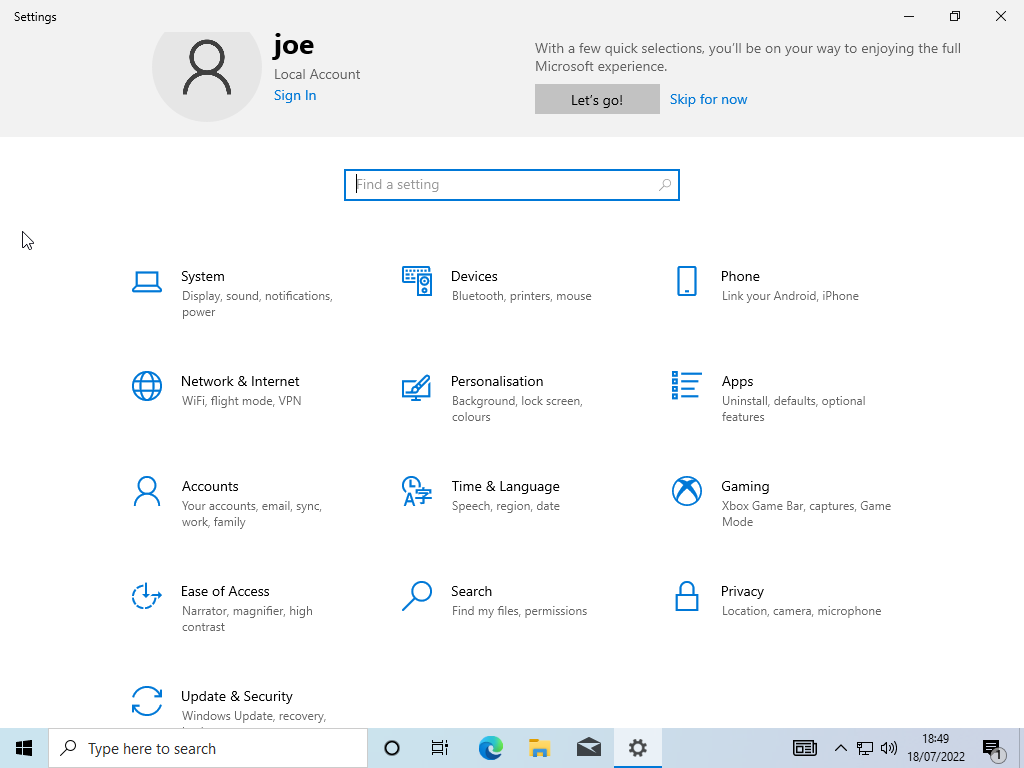 Settings
joe
Local Account
Sign In
With a few quick selections, you'll be on your way to enjoying the full
Microsoft experience.
Let's go!
Skip for now
Find a setting
System
Display, sound, notifications,
power
Devices
Bluetooth, printers, mouse
Phone
Link your Android, iPhone
Network & Internet
WiFi, flight mode, VPN
Personalisation
Background, lock screen,
colours
Apps
Uninstall, defaults, optional
features
Accounts
Your accounts, email, sync,
work, family
Time & Language
Speech, region, date
Gaming
Xbox Game Bar, captures, Game
Mode
Ease of Access
Narrator, magnifier, high
contrast
Search
Find my files, permissions
Privacy
Location, camera, microphone
Update & Security
Windows Update, recovery,
Type here to search
18:49
18/07/2022
1